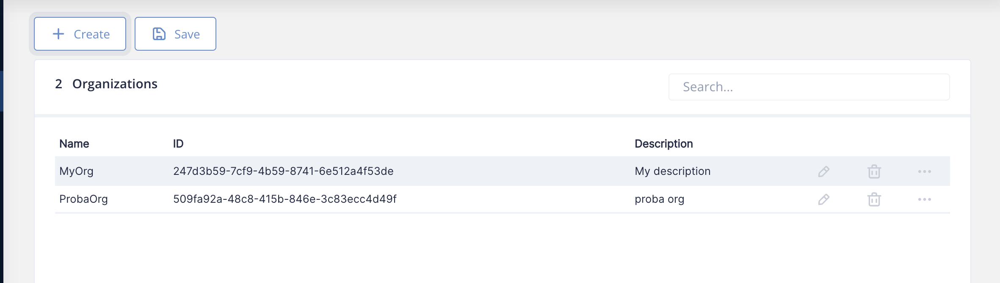 Create Save
2 Organizations
Search...
Name ID Description
MyOrg 247d3b59-7cf9-4b59-8741-6e512a4f53de My description
ProbaOrg 509fa92a-48c8-415b-846e-3c83ecc4d49f proba org